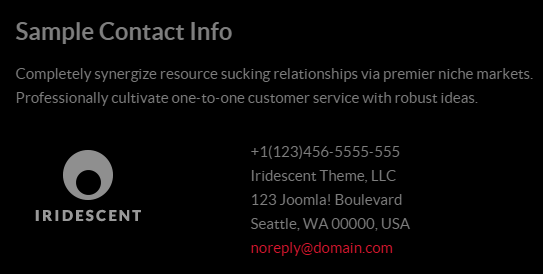 Sample Contact Info
Completely synergize resource sucking relationships via premier niche markets.
Professionally cultivate one-to-one customer service with robust ideas.
IRIDESCENT
+1(123)456-5555-555
Iridescent Theme, LLC
123 Joomla! Boulevard
Seattle, WA 00000, USA
noreply@domain.com